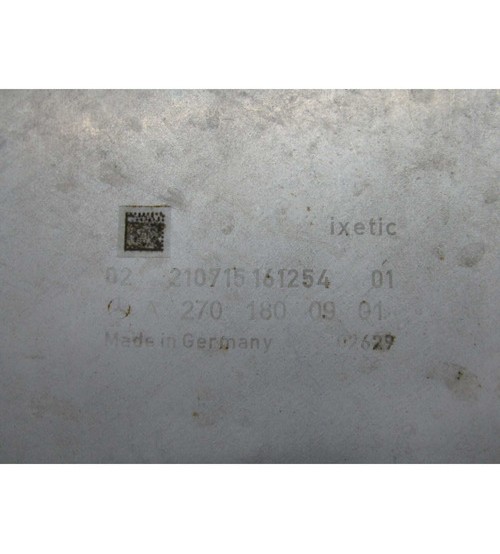 ixetic
02 210715 161254 01
A 270 180 09 01
Made in Germany 02629